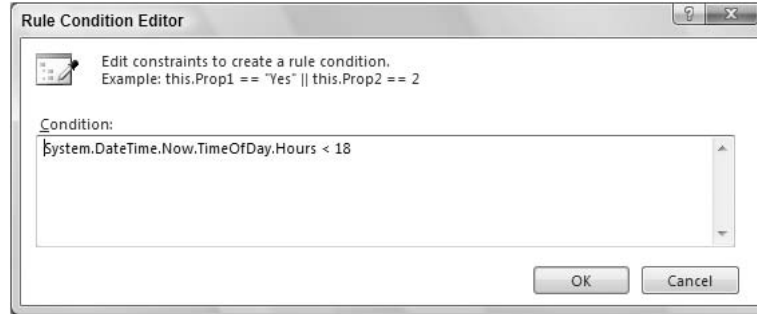 Rule Condition Editor
Edit constraints to create a rule condition.
Example: this.Prop1 == "Yes" || this.Prop2 == 2
Condition:
System.DateTime.Now.TimeOfDay.Hours < 18
OK
Cancel